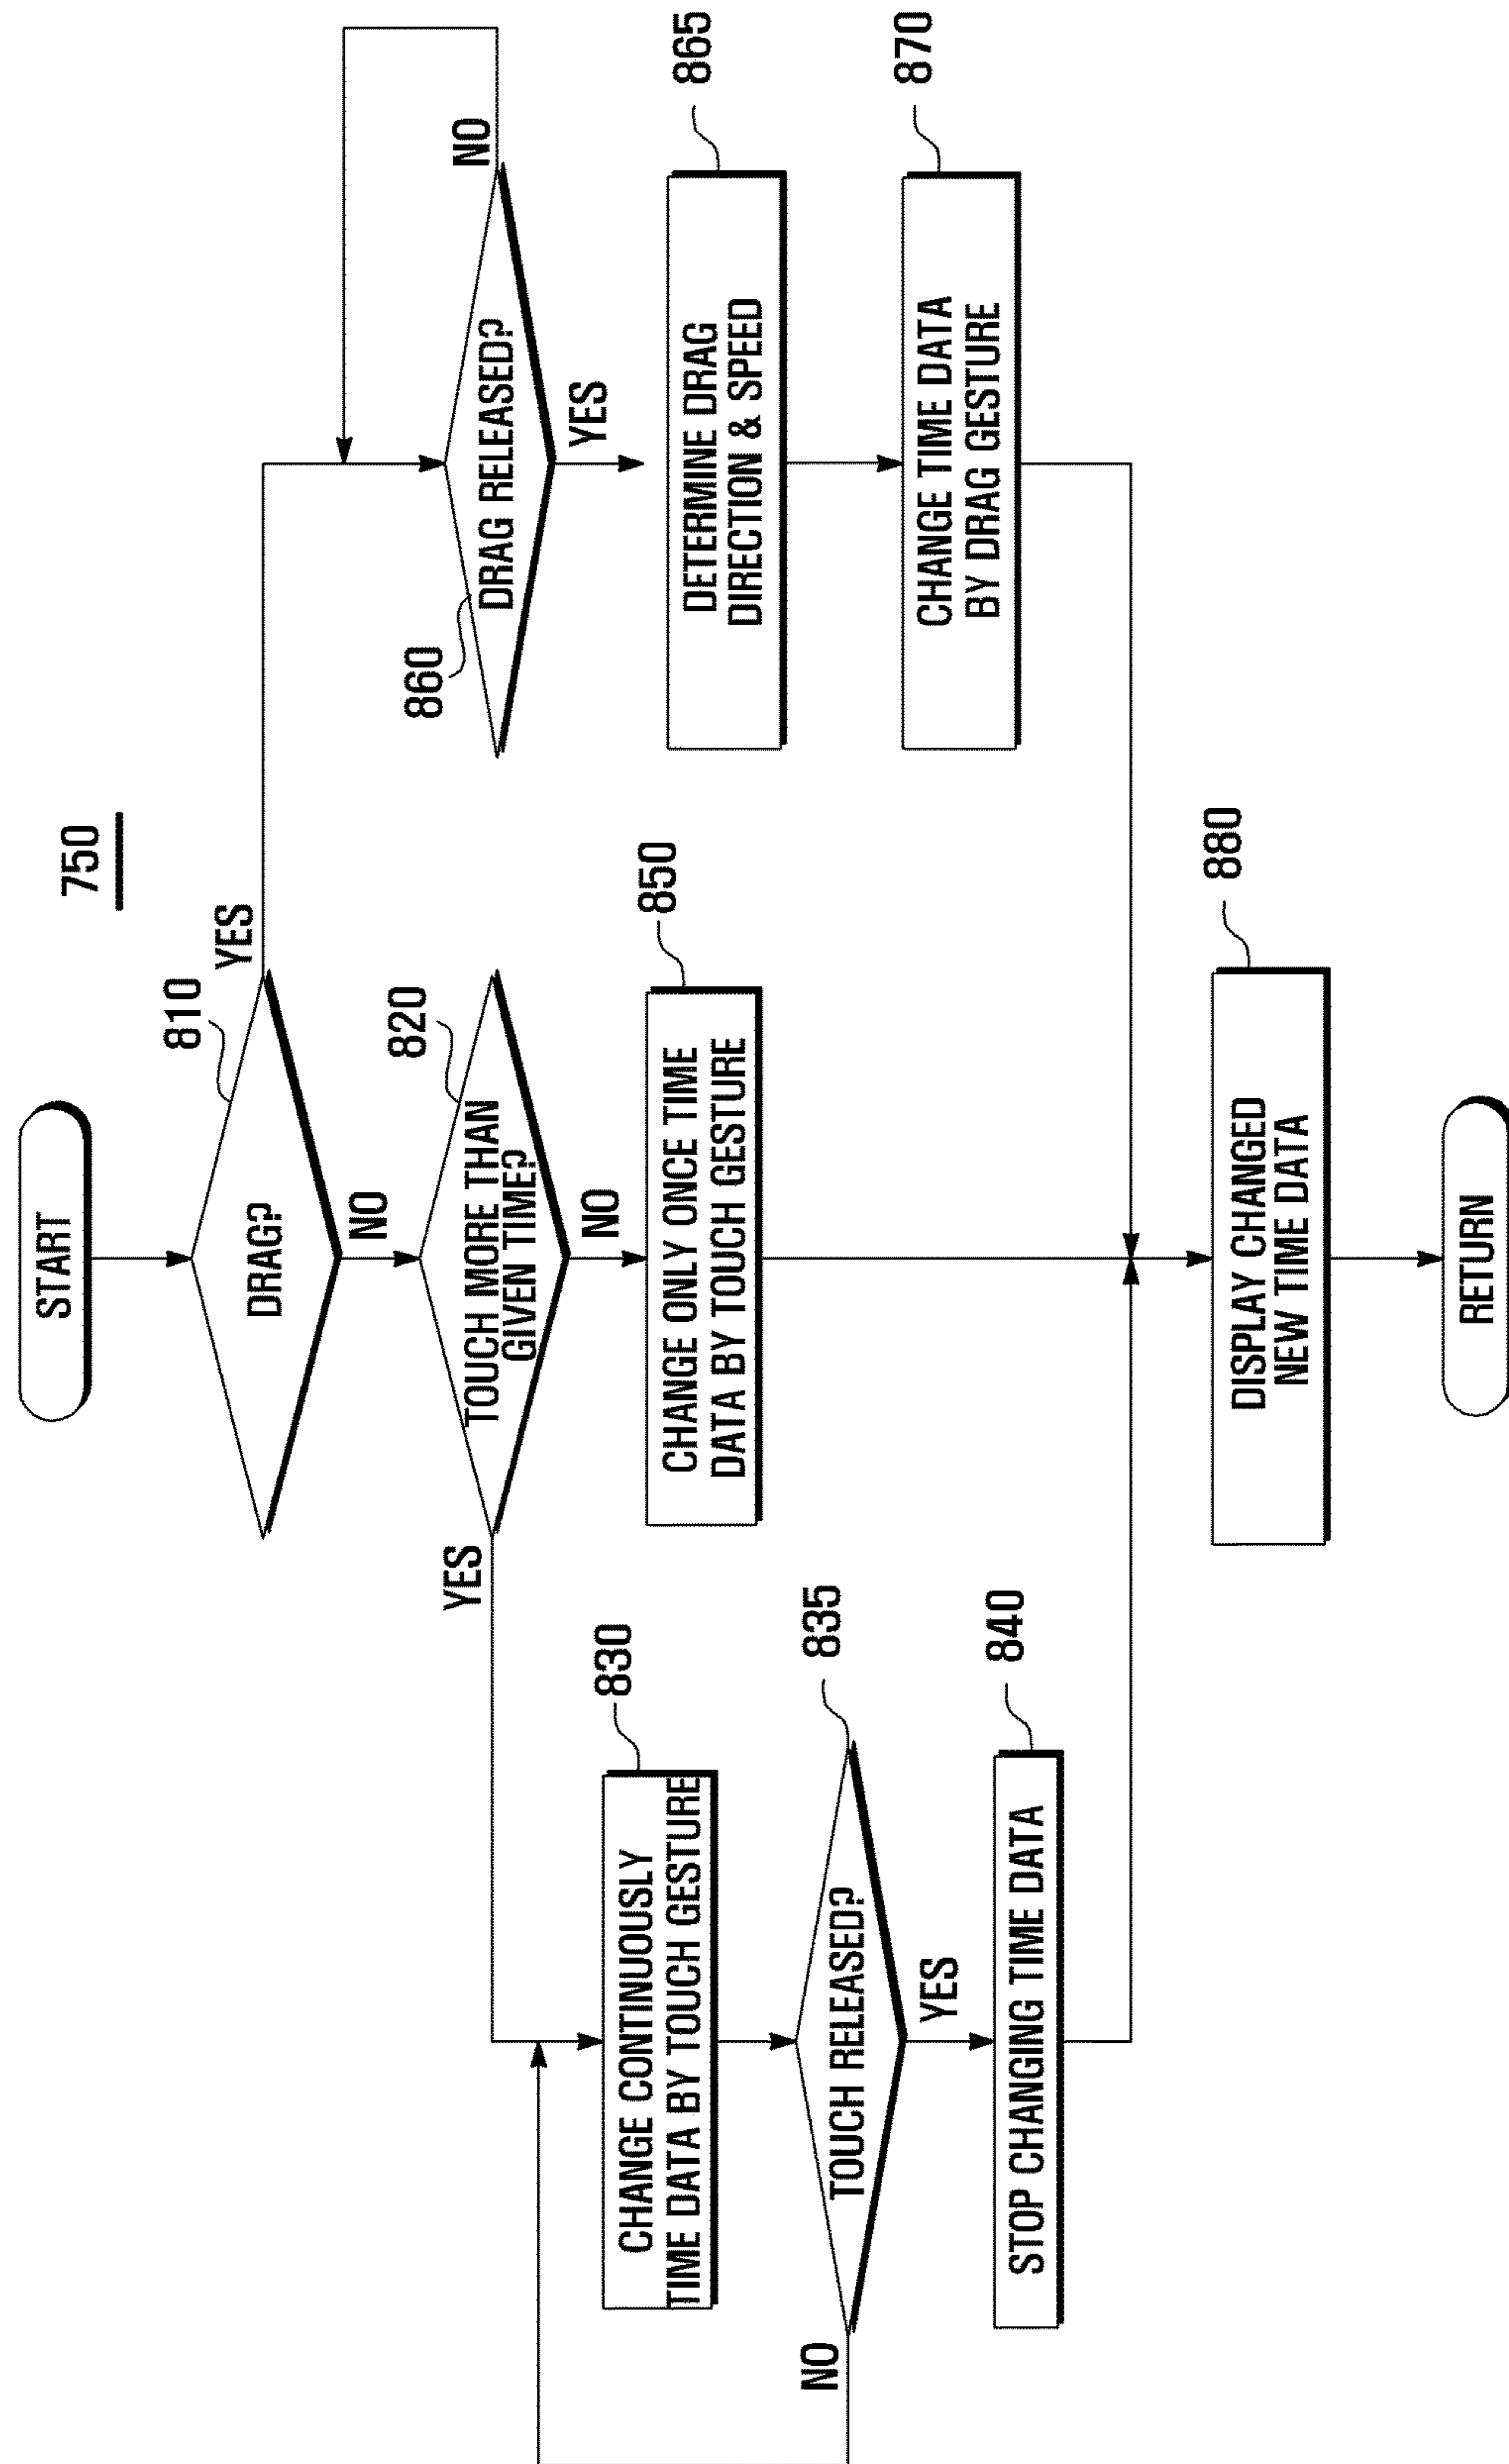 750
START
810
DRAG?
YES
NO
820
TOUCH MORE THAN
GIVEN TIME?
YES
NO
830
CHANGE CONTINUOUSLY
TIME DATA BY TOUCH GESTURE
835
TOUCH RELEASED?
NO
YES
840
STOP CHANGING TIME DATA
850
CHANGE ONLY ONCE TIME
DATA BY TOUCH GESTURE
860
DRAG RELEASED?
NO
YES
865
DETERMINE DRAG
DIRECTION & SPEED
870
CHANGE TIME DATA
BY DRAG GESTURE
880
DISPLAY CHANGED
NEW TIME DATA
RETURN